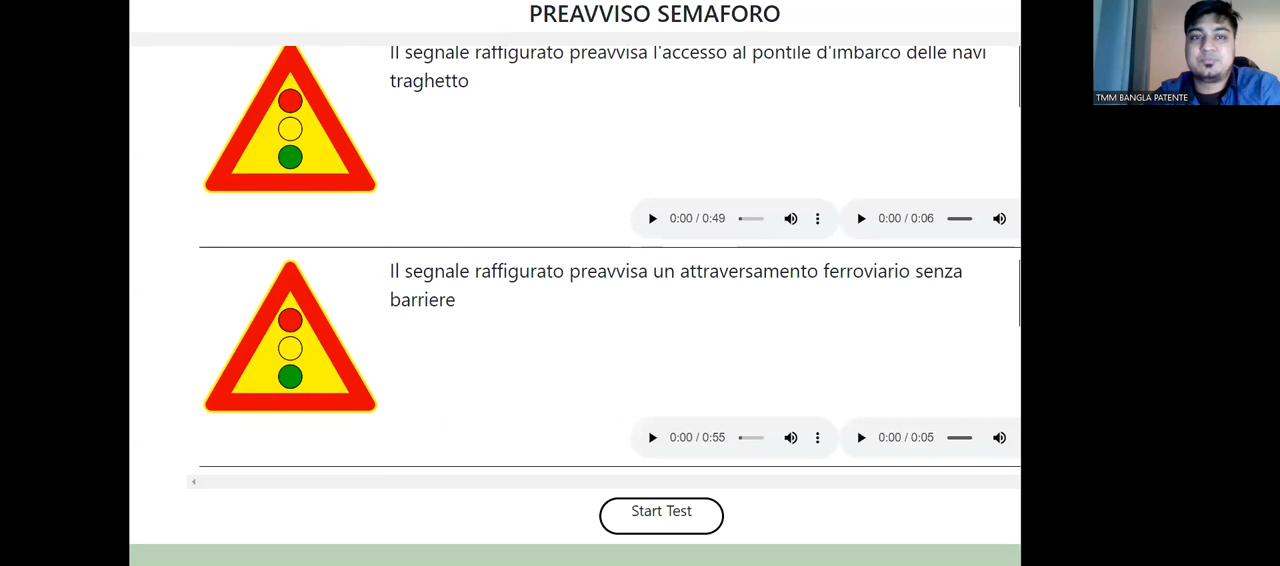 PREAVVISO SEMAFORO
Il segnale raffigurato preavvisa l'accesso al pontile d'imbarco delle navi
traghetto
0:00 / 0:49
0:00 / 0:06
Il segnale raffigurato preavvisa un attraversamento ferroviario senza
barriere
0:00 / 0:55
0:00 / 0:05
Start Test
TMM BANGLA PATENTE